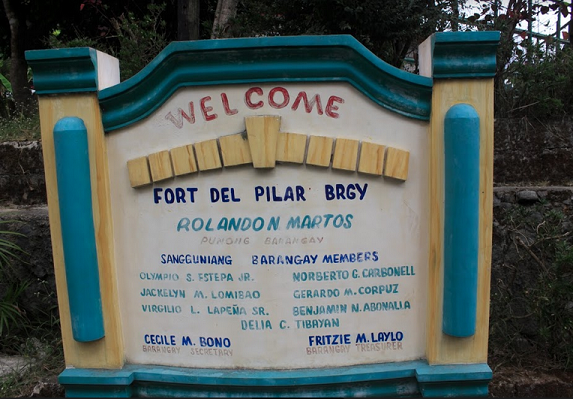 WELCOME
FORT DEL PILAR BRGY
ROLANDO N. MARTOS
PUNONG BARANGAY
SANGGUNIANG BARANGAY MEMBERS
OLYMPIO S. ESTEPA JR. NORBERTO G. CARBONELL
JACKELYN M. LOMIBAO GERARDO M. CORPUZ
VIRGILIO L. LAPEÑA SR. BENJAMIN N. ABONALLA
DELIA C. TIBAYAN
CECILE M. BONO FRITZIE M. LAYLO
BARANGAY SECRETARY BARANGAY TREASURER